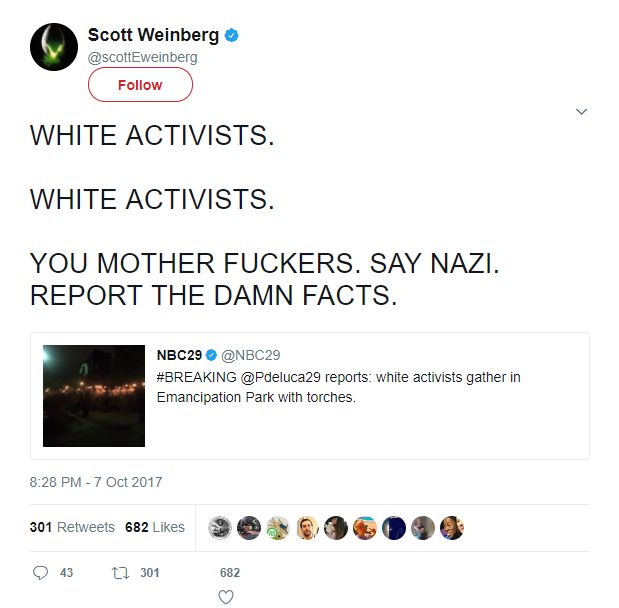 Scott Weinberg
@scottEweinberg
Follow
WHITE ACTIVISTS.
WHITE ACTIVISTS.
YOU MOTHER FUCKERS. SAY NAZI.
REPORT THE DAMN FACTS.
NBC29 @NBC29
#BREAKING @Pdeluca29 reports: white activists gather in
Emancipation Park with torches.
8:28 PM - 7 Oct 2017
301 Retweets 682 Likes
43 301 682